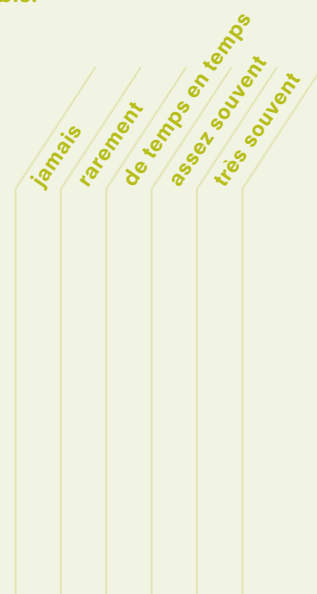 jamais
rarement
de temps en temps
assez souvent
très souvent